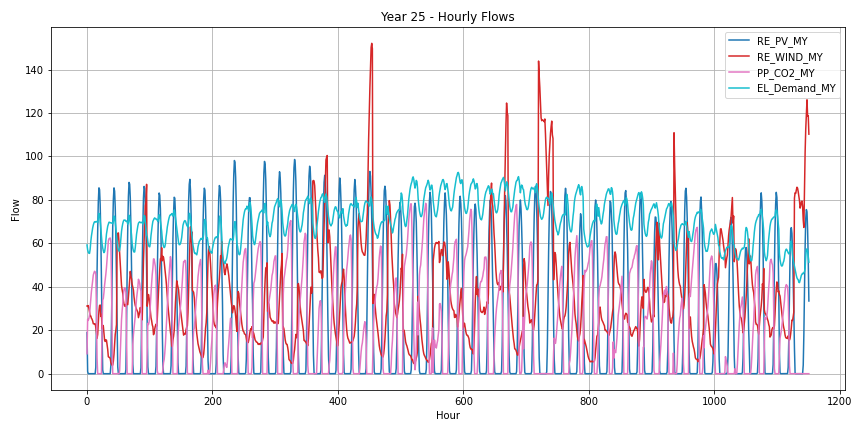 Year 25 - Hourly Flows
RE_PV_MY
RE_WIND_MY
PP_CO2_MY
EL_Demand_MY
Flow
140
120
100
80
60
40
20
0
0
200
400
600
800
1000
1200
Hour